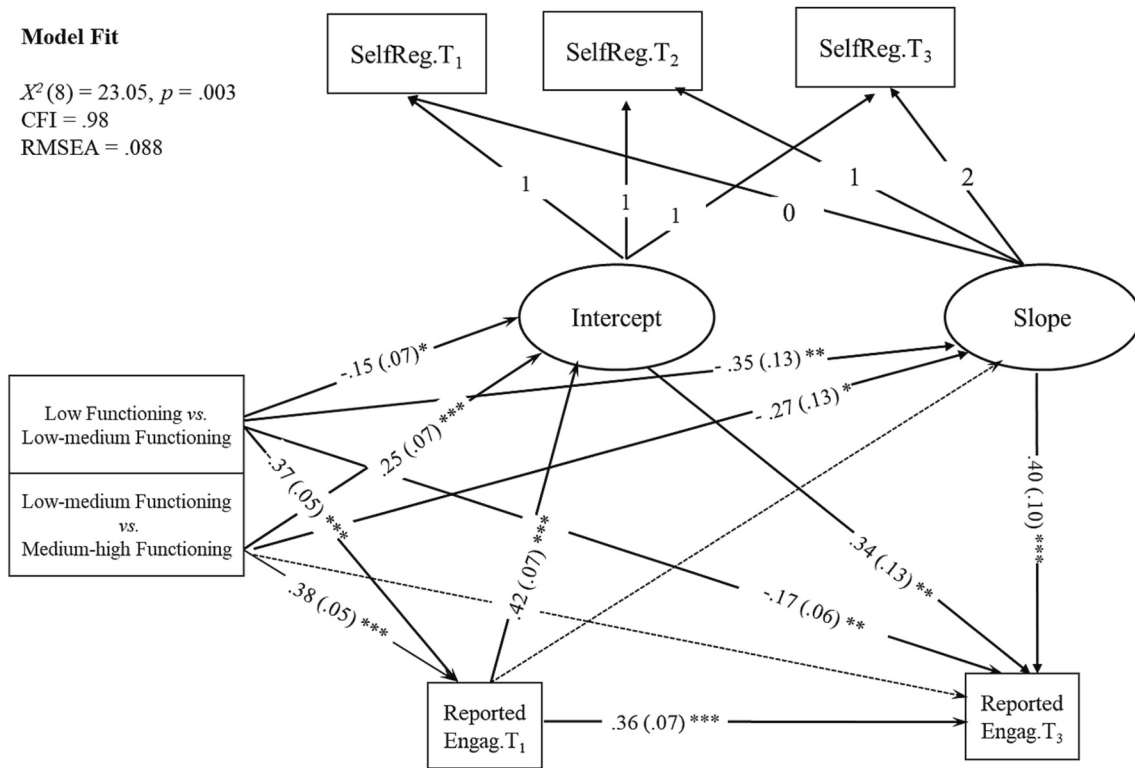 Model Fit
X² (8) = 23.05, p = .003
CFI = .98
RMSEA = .088
SelfReg.T₁
SelfReg.T₂
SelfReg.T₃
1
1
1
0
1
2
Intercept
Slope
-.15 (.07)*
- .35 (.13) **
.25 (.07) ***
- .27 (.13) *
Low Functioning vs.
Low-medium Functioning
Low-medium Functioning
vs.
Medium-high Functioning
-.37 (.05) ***
.38 (.05) ***
.42 (.07) ***
.34 (.13) **
.40 (.10) ***
-.17 (.06) **
.36 (.07) ***
Reported
Engag.T₁
Reported
Engag.T₃